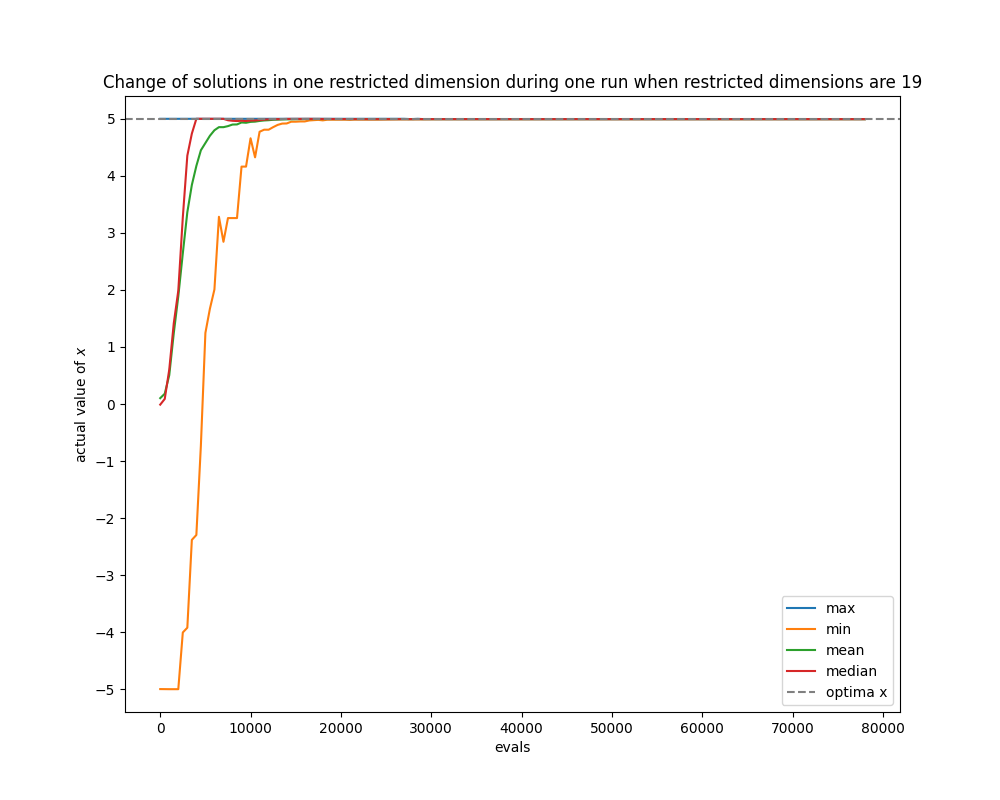 Change of solutions in one restricted dimension during one run when restricted dimensions are 19
actual value of x
5
4
3
2
1
0
−1
−2
−3
−4
−5
0 10000 20000 30000 40000 50000 60000 70000 80000
evals
max
min
mean
median
optima x